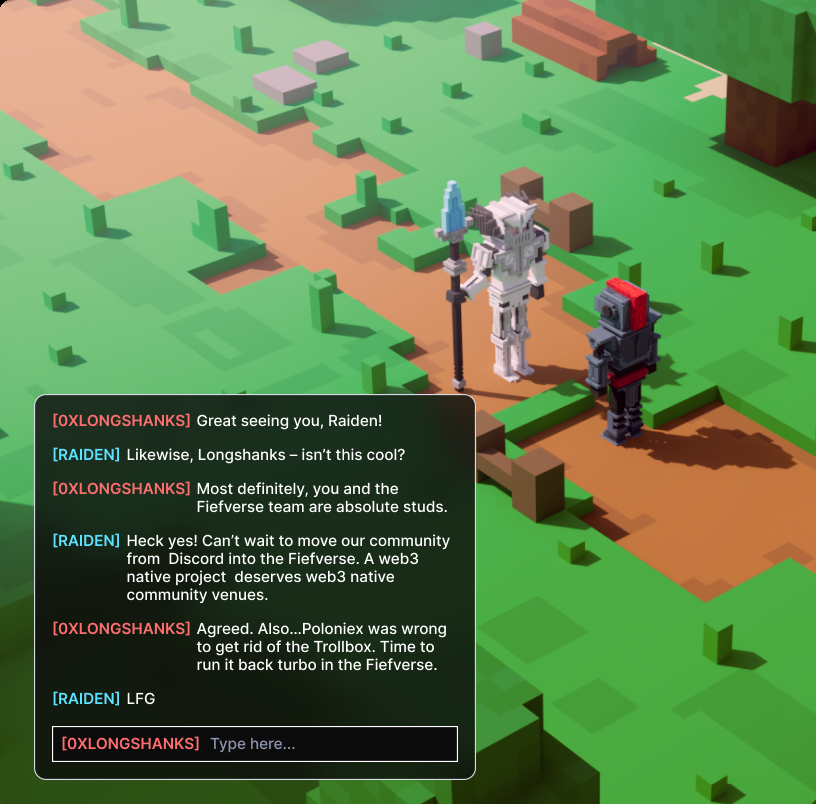 [0XLONGSHANKS] Great seeing you, Raiden!
[RAIDEN] Likewise, Longshanks – isn't this cool?
[0XLONGSHANKS] Most definitely, you and the
Fiefverse team are absolute studs.
[RAIDEN] Heck yes! Can't wait to move our community
from  Discord into the Fiefverse. A web3
native project  deserves web3 native
community venues.
[0XLONGSHANKS] Agreed. Also...Poloniex was wrong
to get rid of the Trollbox. Time to
run it back turbo in the Fiefverse.
[RAIDEN] LFG
[0XLONGSHANKS] Type here...